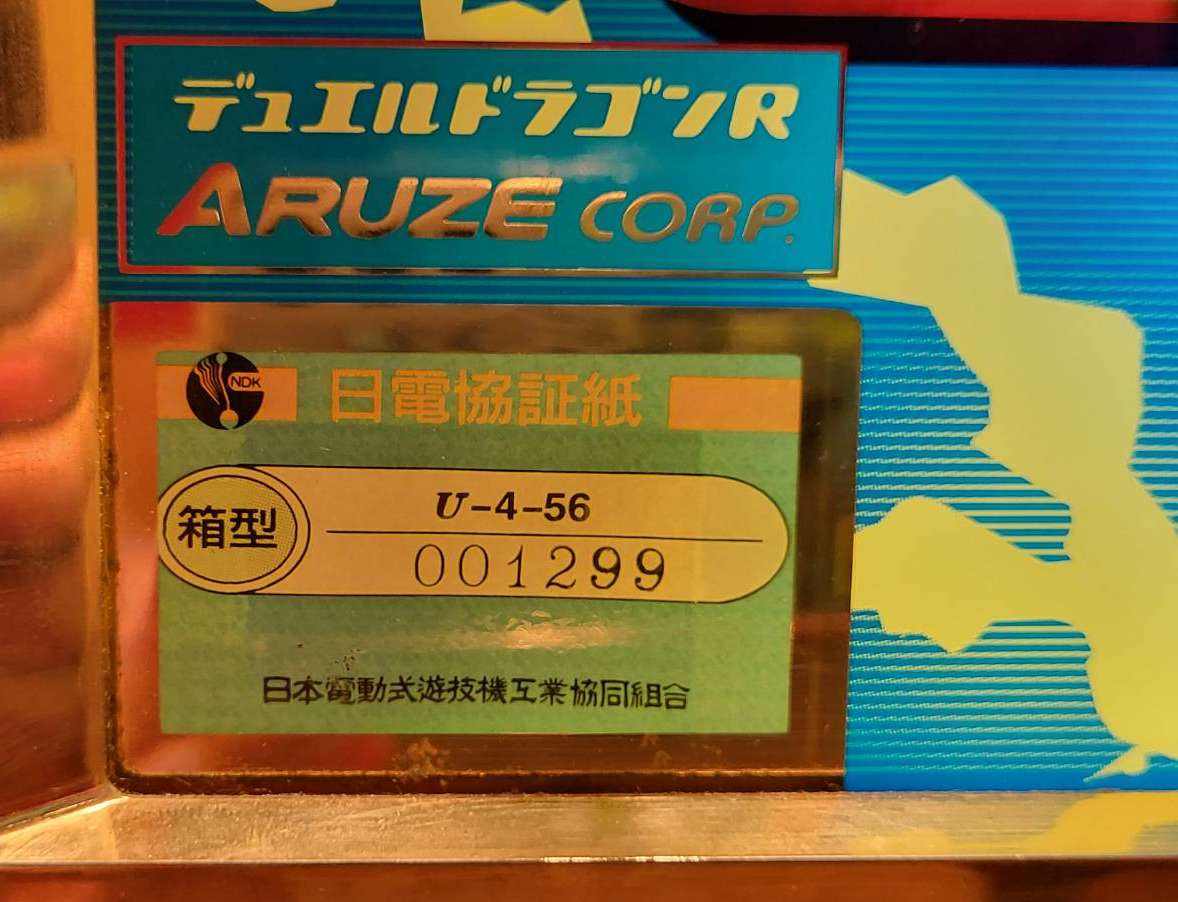 デュエルドラゴンR
ARUZE CORP.
NDK 日電協証紙
箱型
U-4-56
001299
日本電動式遊技機工業協同組合